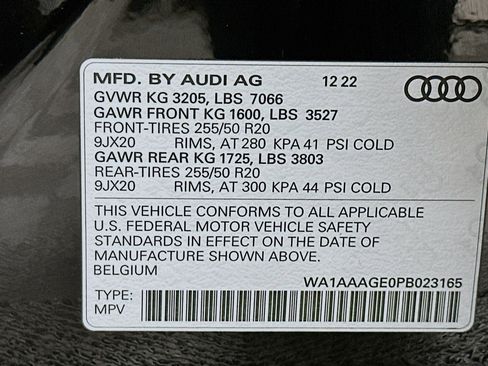 MFD. BY AUDI AG 12 22
GVWR KG 3205, LBS 7066
GAWR FRONT KG 1600, LBS 3527
FRONT-TIRES 255/50 R20
9JX20 RIMS, AT 280 KPA 41 PSI COLD
GAWR REAR KG 1725, LBS 3803
REAR-TIRES 255/50 R20
9JX20 RIMS, AT 300 KPA 44 PSI COLD
THIS VEHICLE CONFORMS TO ALL APPLICABLE
U.S. FEDERAL MOTOR VEHICLE SAFETY
STANDARDS IN EFFECT ON THE DATE OF
MANUFACTURE SHOWN ABOVE.
BELGIUM WA1AAAGE0PB023165
TYPE:
MPV